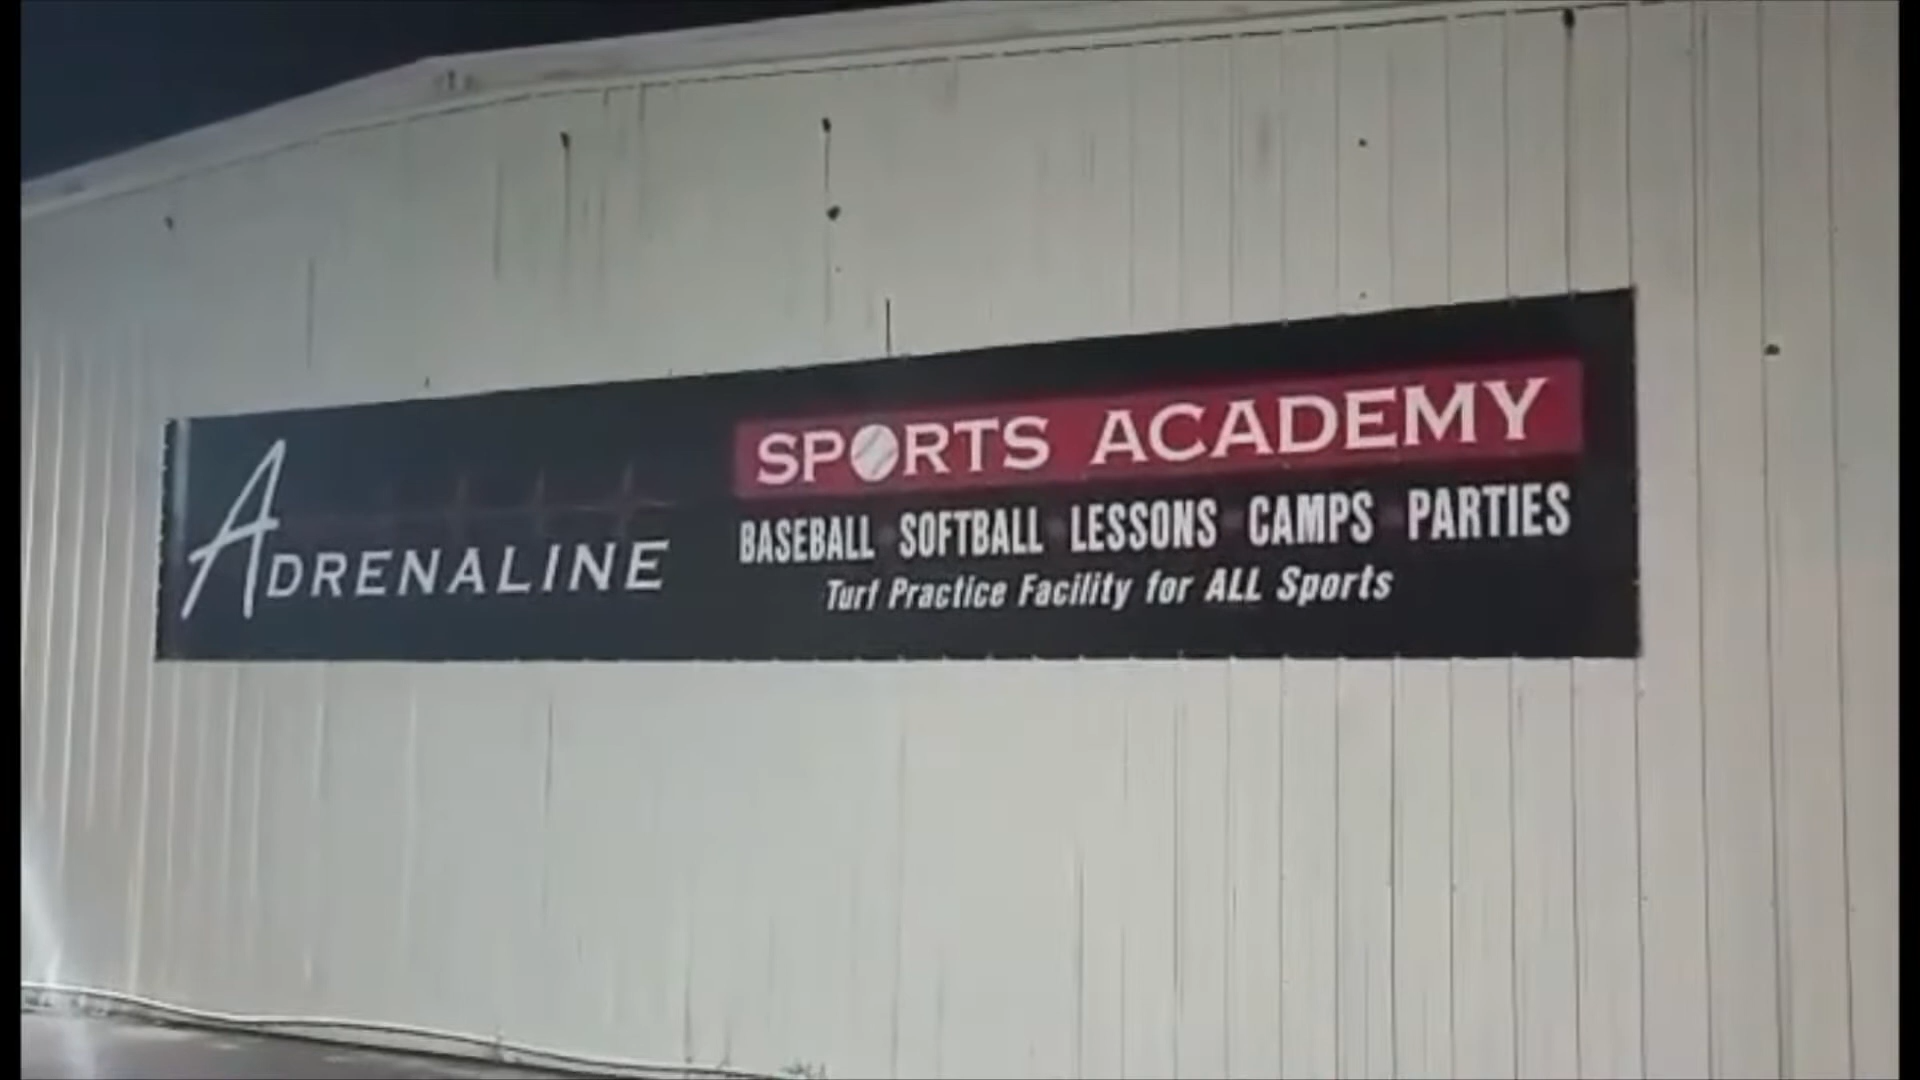 ADRENALINE
SPORTS ACADEMY
BASEBALL SOFTBALL LESSONS CAMPS PARTIES
Turf Practice Facility for ALL Sports